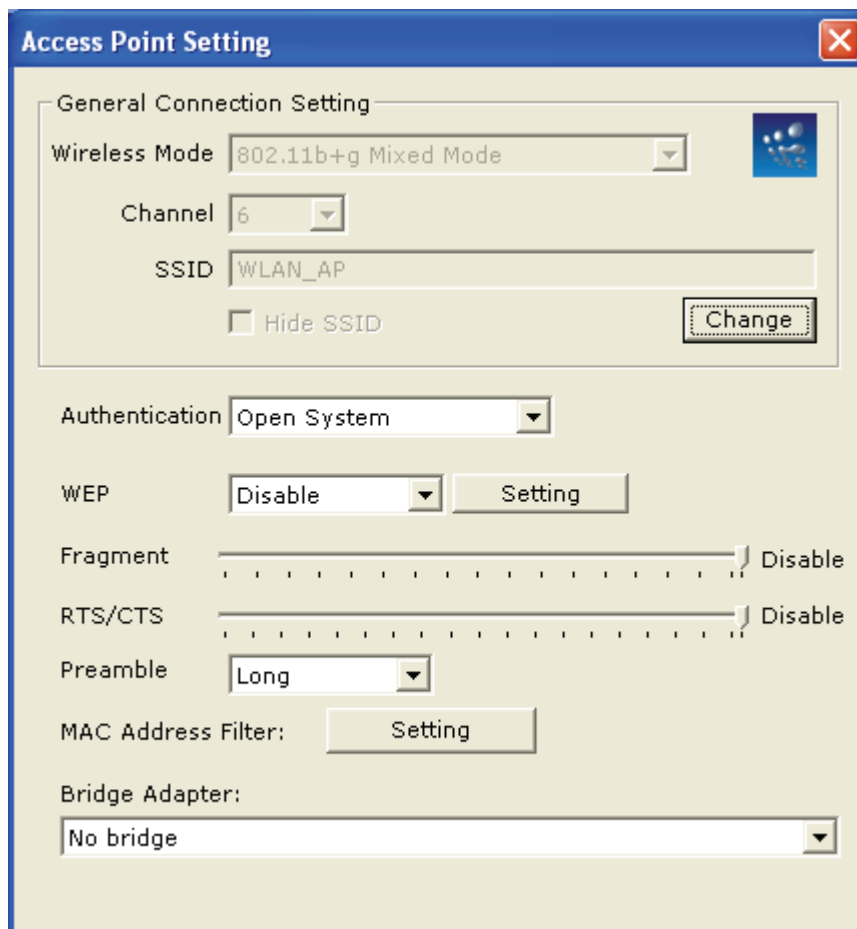 Access Point Setting
General Connection Setting
Wireless Mode 802.11b+g Mixed Mode
Channel 6
SSID WLAN_AP
Hide SSID Change
Authentication Open System
WEP Disable Setting
Fragment Disable
RTS/CTS Disable
Preamble Long
MAC Address Filter: Setting
Bridge Adapter:
No bridge